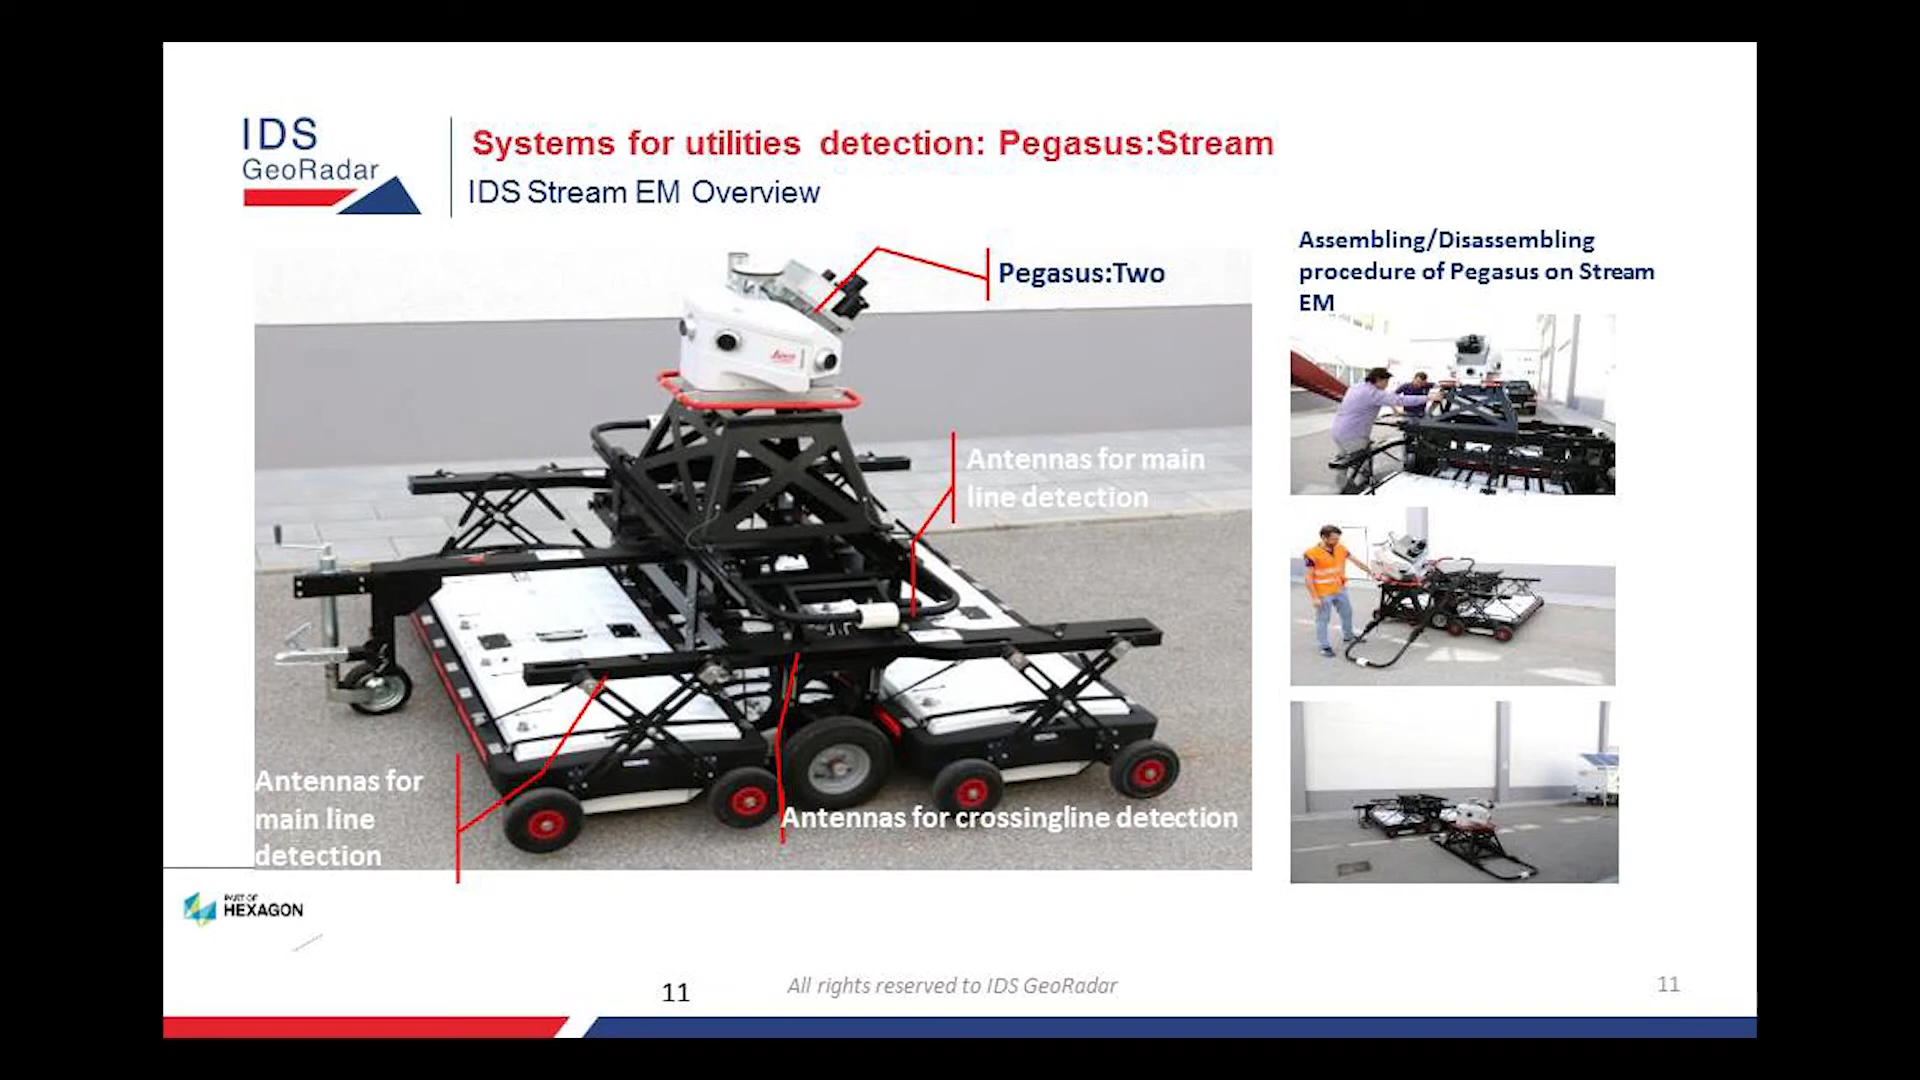 IDS
GeoRadar
Systems for utilities detection: Pegasus:Stream
IDS Stream EM Overview
Pegasus:Two
Antennas for main
line detection
Antennas for
main line
detection
Antennas for crossingline detection
Assembling/Disassembling
procedure of Pegasus on Stream
EM
Leica
PART OF
HEXAGON
11
All rights reserved to IDS GeoRadar
11